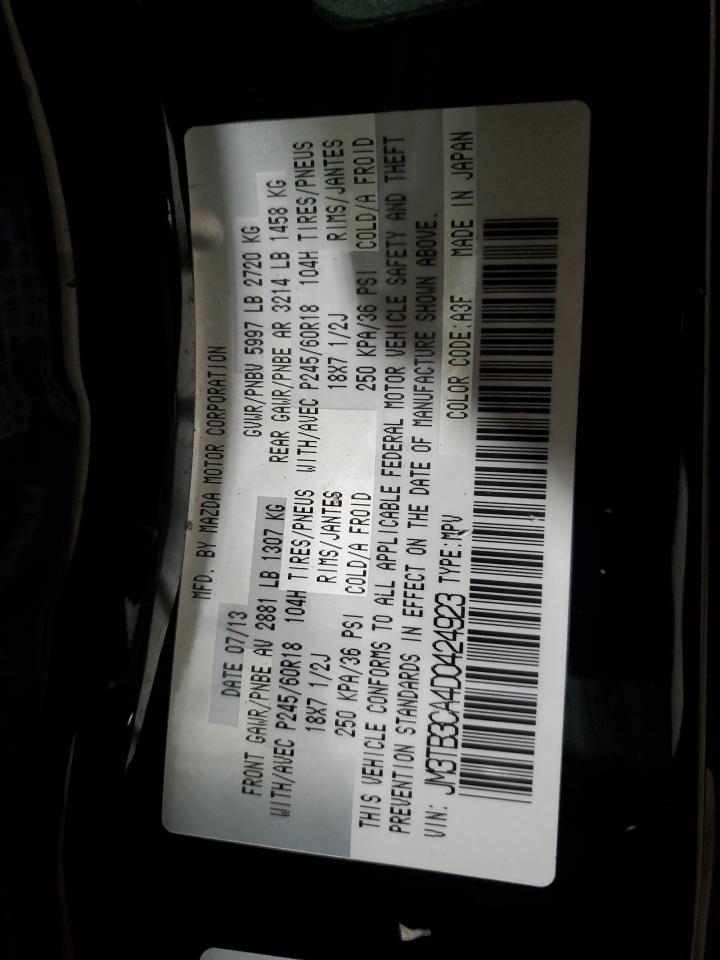 MFD. BY MAZDA MOTOR CORPORATION
DATE 07/13 GVWR/PNBV 5997 LB 2720 KG
FRONT GAWR/PNBE AV 2881 LB 1307 KG REAR GAWR/PNBE AR 3214 LB 1458 KG
WITH/AVEC P245/60R18 104H TIRES/PNEUS WITH/AVEC P245/60R18 104H TIRES/PNEUS
18X7 1/2J RIMS/JANTES 18X7 1/2J RIMS/JANTES
250 KPA/36 PSI COLD/A FROID 250 KPA/36 PSI COLD/A FROID
THIS VEHICLE CONFORMS TO ALL APPLICABLE FEDERAL MOTOR VEHICLE SAFETY AND THEFT
PREVENTION STANDARDS IN EFFECT ON THE DATE OF MANUFACTURE SHOWN ABOVE.
VIN: JM3TB3CA4D0424923 TYPE:MPV COLOR CODE:A3F MADE IN JAPAN